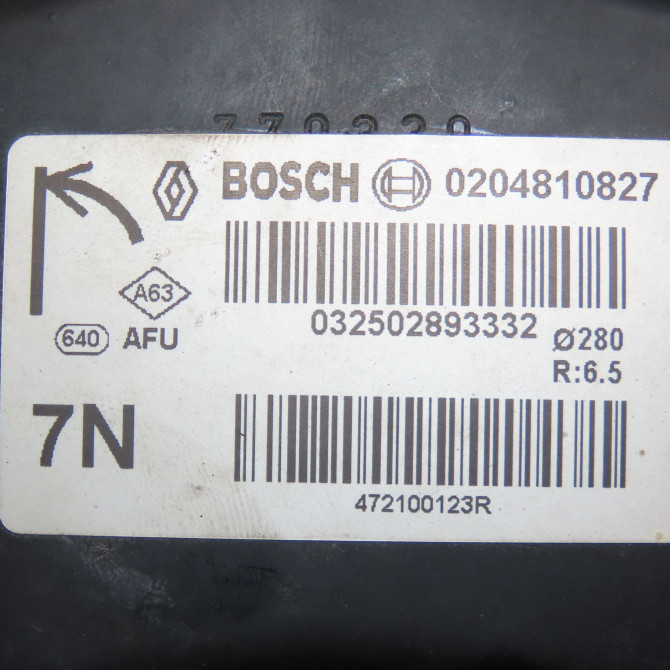 BOSCH 0204810827
A63
032502893332
640 AFU
Ø280
R:6.5
7N
472100123R